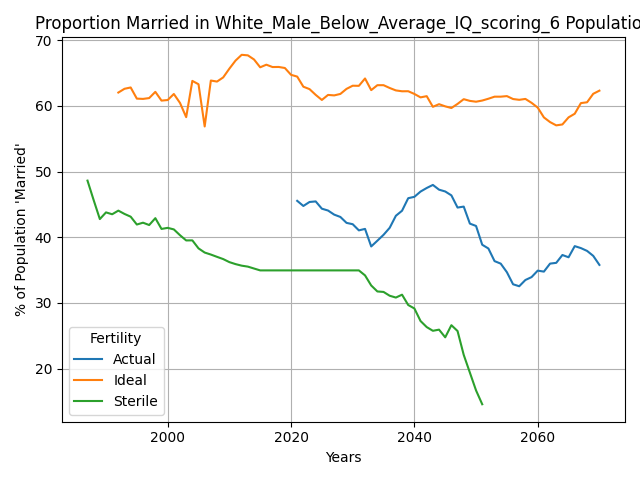 Proportion Married in White_Male_Below_Average_IQ_scoring_6 Populatio
70
60
50
40
30
20
% of Population 'Married'
Fertility
Actual
Ideal
Sterile
2000
2020
2040
2060
Years